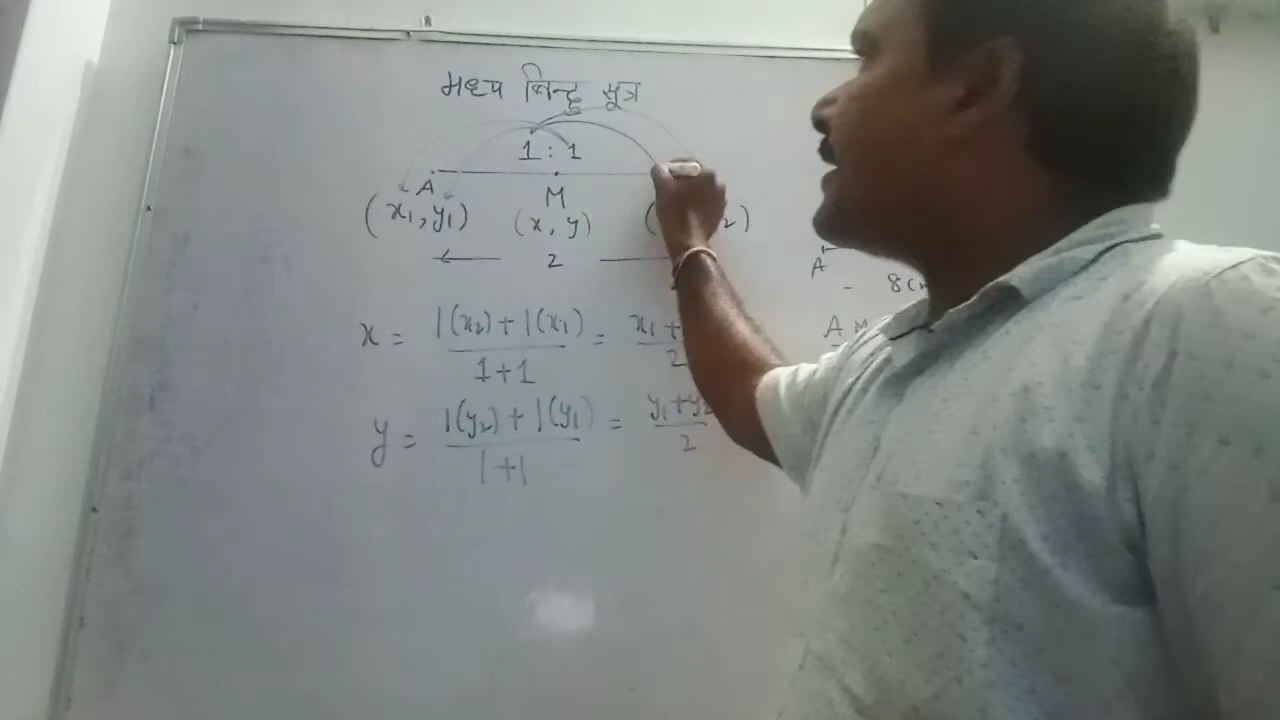 मध्य बिन्दु सूत्र
1 : 1
A M
(x₁, y₁) (x, y)
2
x = 1(x₂) + 1(x₁) / 1+1 = x₁ + / 2
y = 1(y₂) + 1(y₁) / 1+1 = y₁ + y₂ / 2
A
- 8
A M